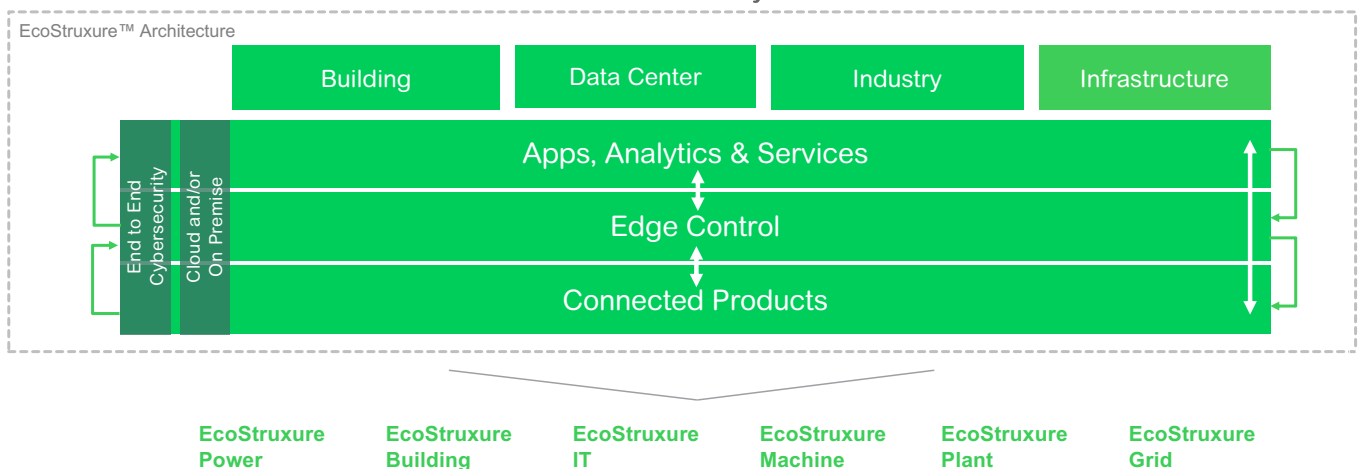 EcoStruxure™ Architecture
Building
Data Center
Industry
Infrastructure
End to End
Cybersecurity
Cloud and/or
On Premise
Apps, Analytics & Services
Edge Control
Connected Products
EcoStruxure
Power
EcoStruxure
Building
EcoStruxure
IT
EcoStruxure
Machine
EcoStruxure
Plant
EcoStruxure
Grid